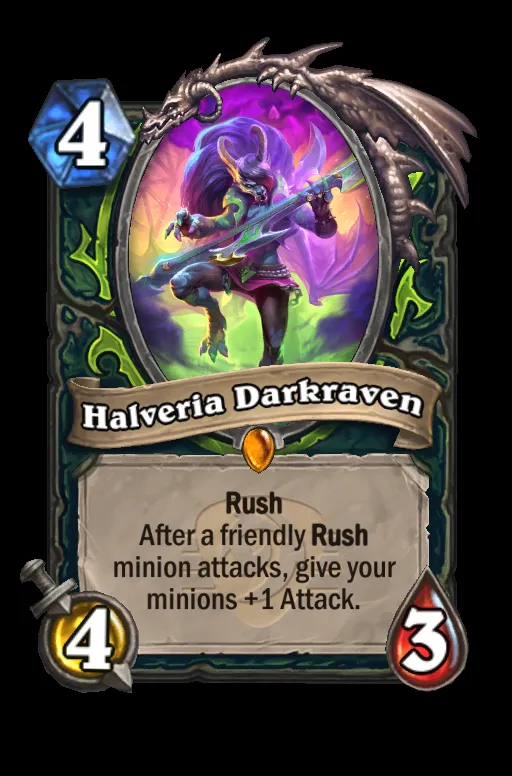 4
Halveria Darkraven
Rush
After a friendly Rush
minion attacks, give your
minions +1 Attack.
4
3